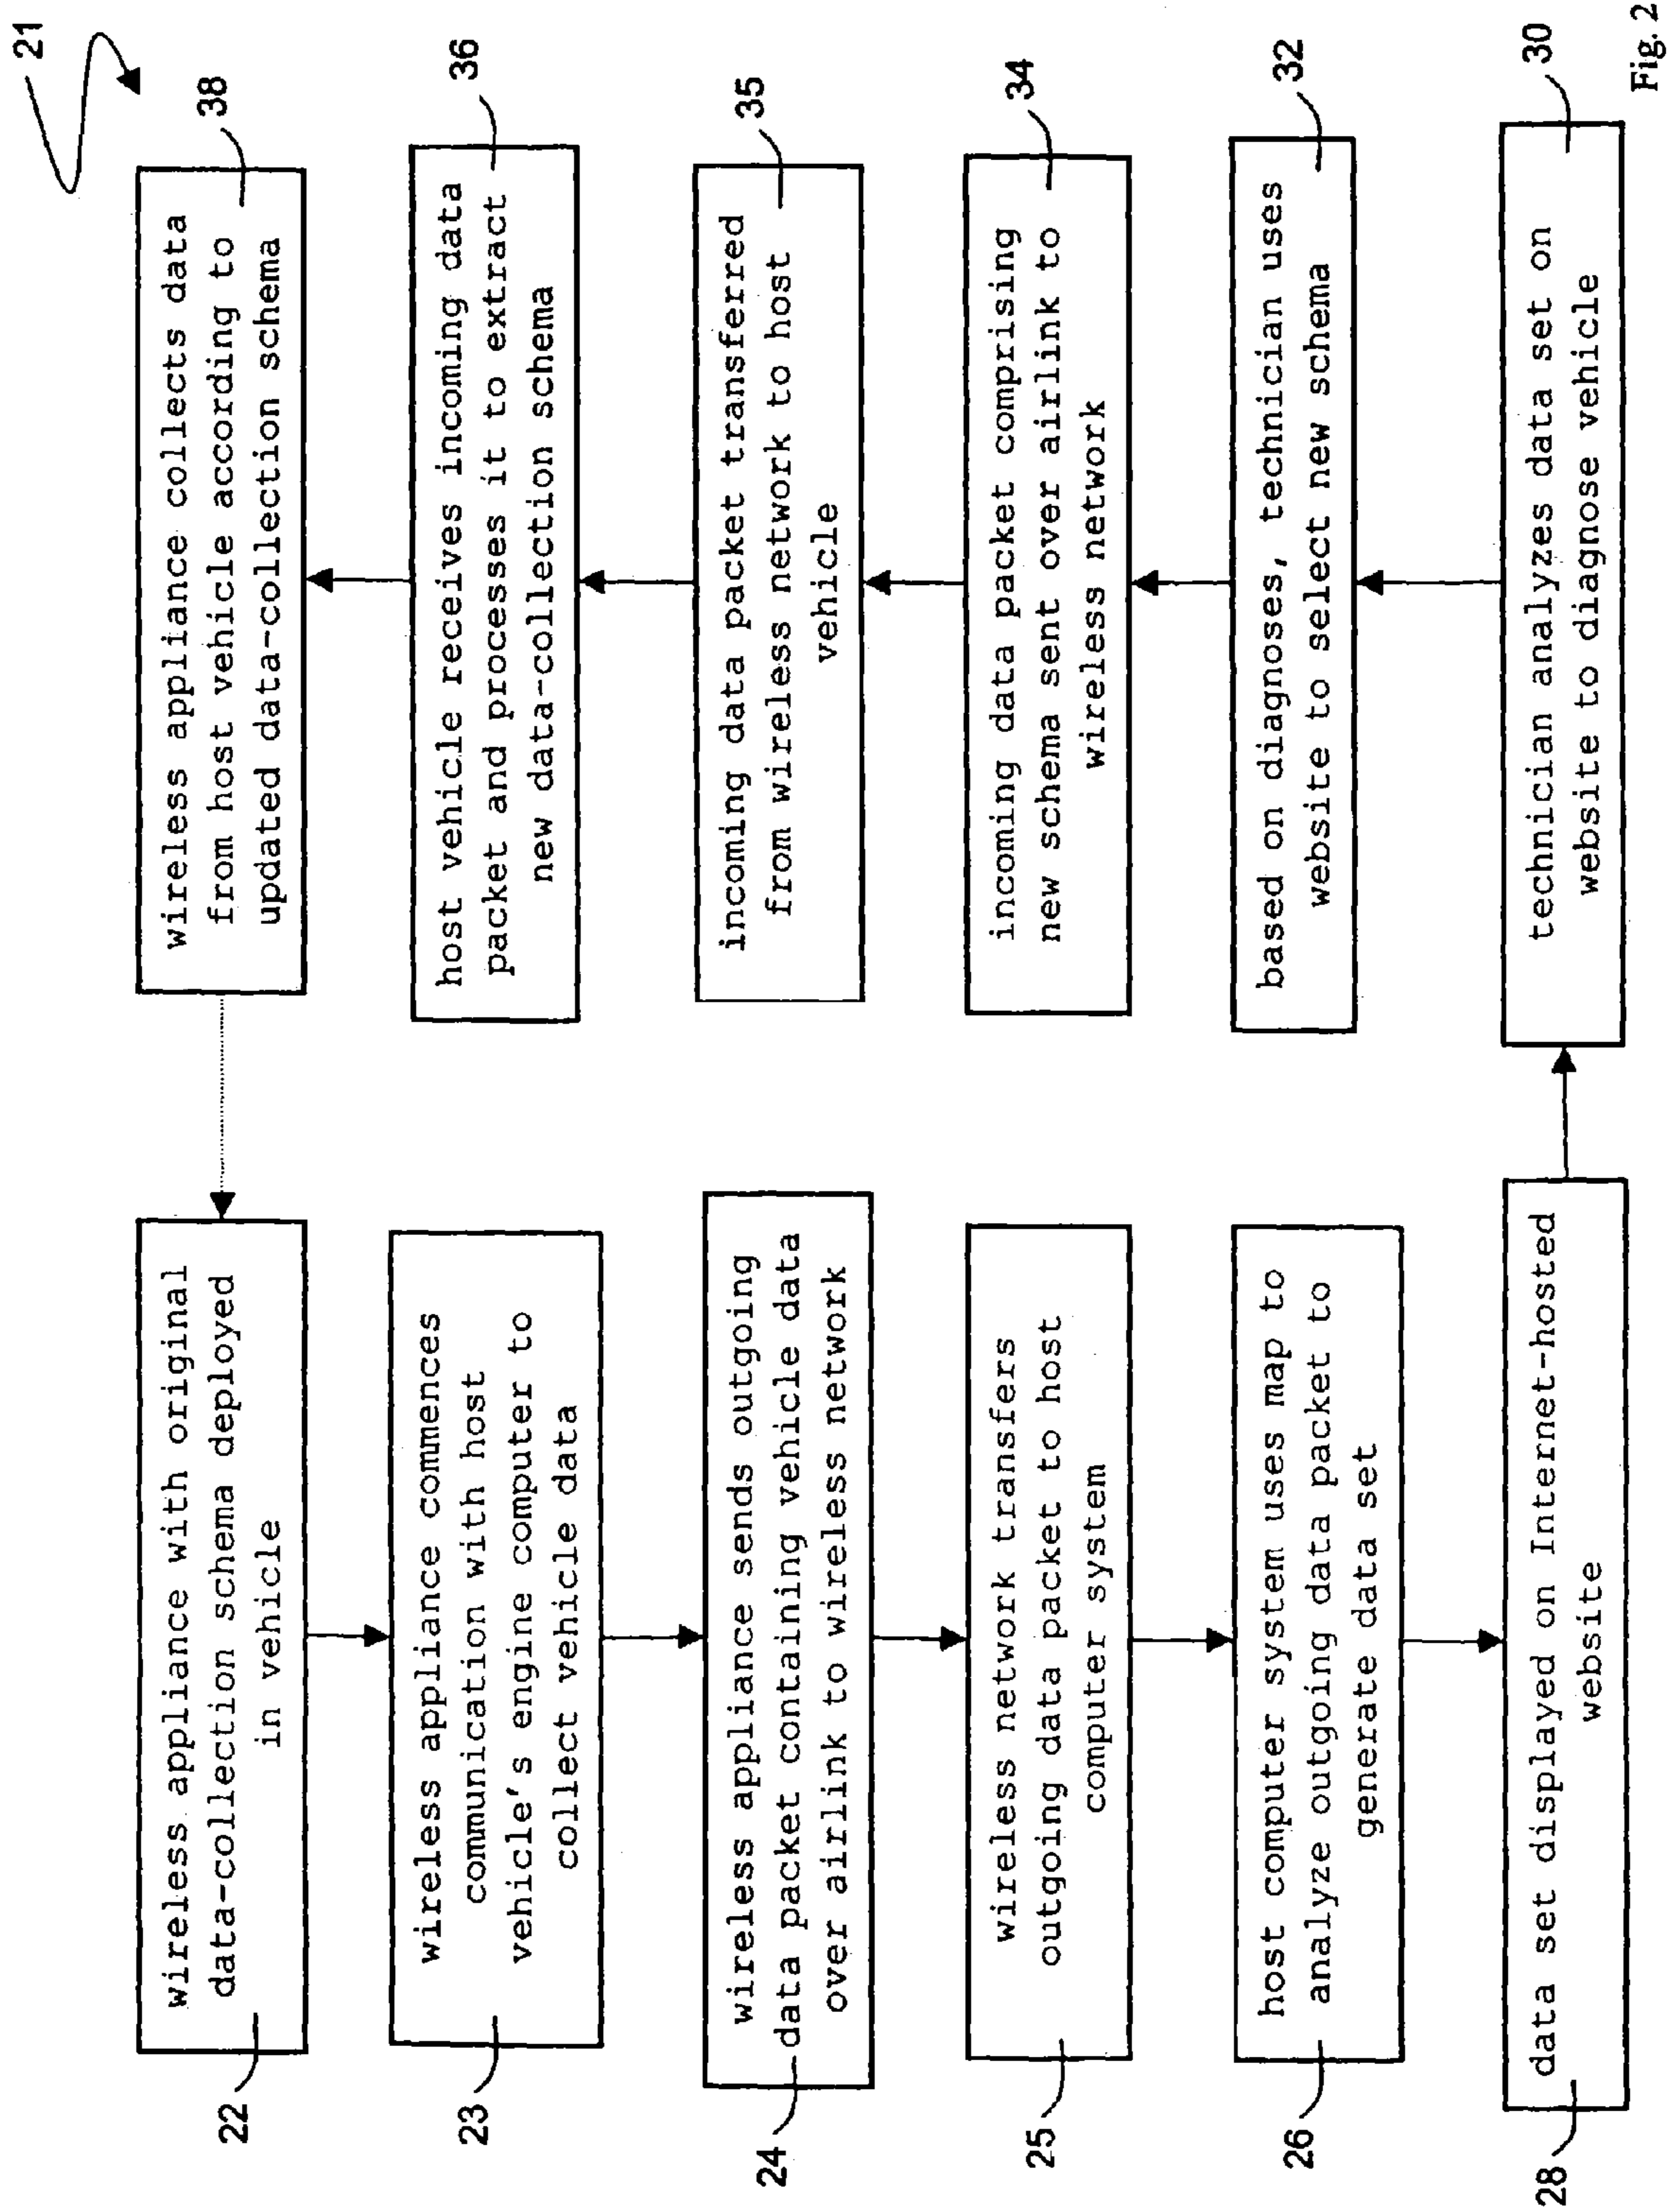 21
22
wireless appliance with original
data-collection schema deployed
in vehicle
23
wireless appliance commences
communication with host
vehicle's engine computer to
collect vehicle data
24
wireless appliance sends outgoing
data packet containing vehicle data
over airlink to wireless network
25
wireless network transfers
outgoing data packet to host
computer system
26
host computer system uses map to
analyze outgoing data packet to
generate data set
28
data set displayed on Internet-hosted
website
30
technician analyzes data set on
website to diagnose vehicle
32
based on diagnoses, technician uses
website to select new schema
34
incoming data packet comprising
new schema sent over airlink to
wireless network
35
incoming data packet transferred
from wireless network to host
vehicle
36
host vehicle receives incoming data
packet and processes it to extract
new data-collection schema
38
wireless appliance collects data
from host vehicle according to
updated data-collection schema
Fig. 2